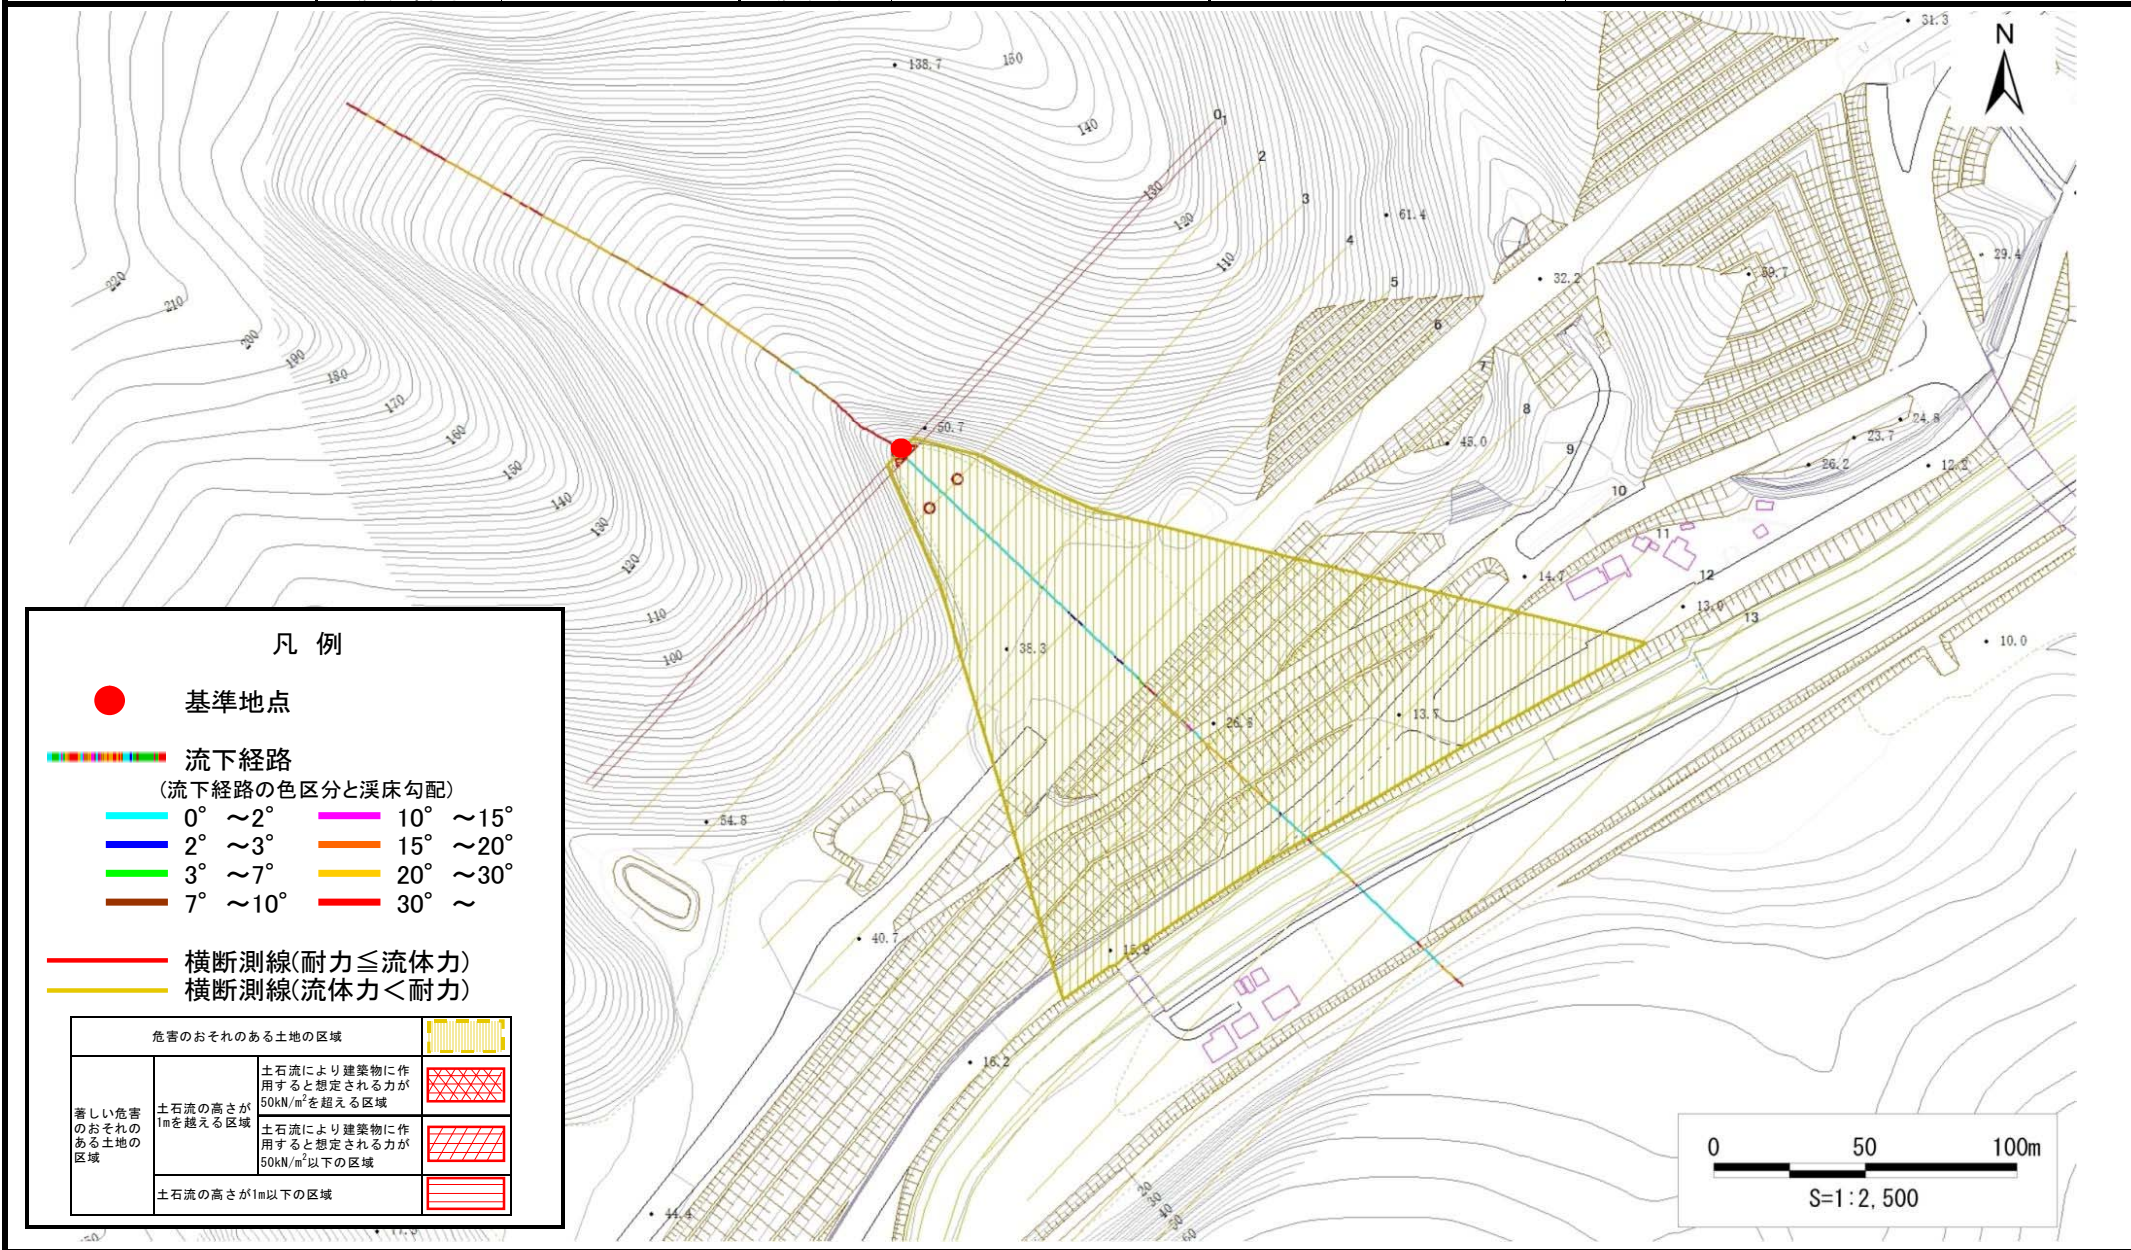 31.3
N
138.7
150
140
0
1
2
3
130
120
4
61.4
110
5
32.2
59.7
29.4
220
210
200
190
180
6
7
170
8
24.8
160
50.7
45.0
9
23.7
150
26.2
12.2
140
10
130
11
120
14.7
12
110
13.0
13
100
38.3
10.0
26.8
13.7
54.8
40.7
15.9
16.2
44.4
凡 例
基準地点
流下経路
(流下経路の色区分と渓床勾配)
0° ～2° 10° ～15°
2° ～3° 15° ～20°
3° ～7° 20° ～30°
7° ～10° 30° ～
横断測線(耐力≦流体力)
横断測線(流体力＜耐力)
危害のおそれのある土地の区域
著しい危害
のおそれの
ある土地の
区域
土石流の高さが
1mを越える区域
土石流により建築物に作
用すると想定される力が
50kN/m²を超える区域
土石流により建築物に作
用すると想定される力が
50kN/m²以下の区域
土石流の高さが1m以下の区域
0 50 100m
S=1:2,500